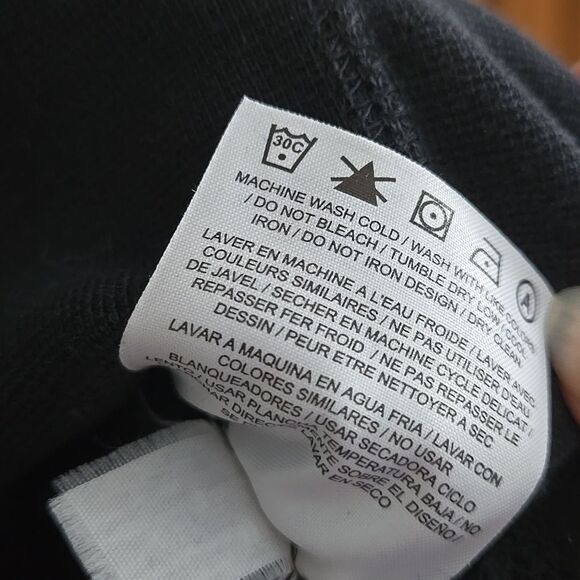 30C
A
MACHINE WASH COLD / WASH WITH LIKE COLORS
/ DO NOT BLEACH / TUMBLE DRY LOW / COOL
IRON / DO NOT IRON DESIGN / DRY CLEAN
LAVER EN MACHINE A L'EAU FROIDE / LAVER AVEC
COULEURS SIMILAIRES / NE PAS UTILISER D'EAU
DE JAVEL / SECHER EN MACHINE CYCLE DELICAT /
REPASSER FER FROID / NE PAS REPASSER LE
DESSIN / PEUR ETRE NETTOYER A SEC
LAVAR A MAQUINA EN AGUA FRIA / LAVAR CON
COLORES SIMILARES / NO USAR
BLANQUEADORES / USAR SECADORA CICLO
LENTO / USAR PLANCHA TEMPERATURA BAJA / NO
DIREC SOBRE EL DISEÑO /
LAVAR EN SECO